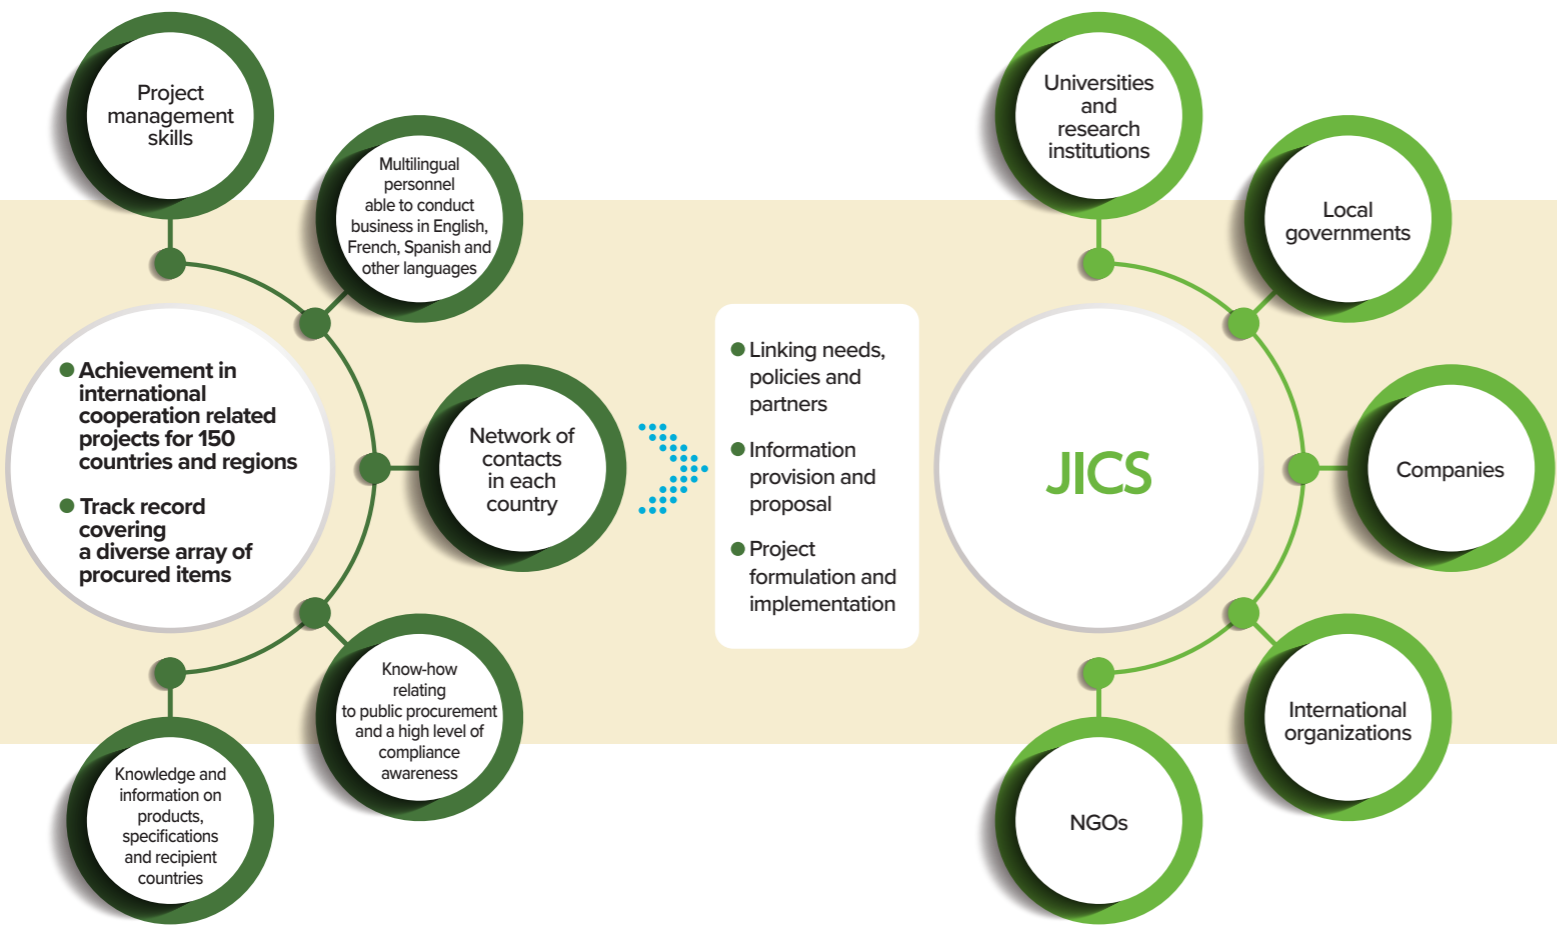 Project
management
skills
Multilingual
personnel
able to conduct
business in English,
French, Spanish and
other languages
Achievement in
international
cooperation related
projects for 150
countries and regions
Track record
covering
a diverse array of
procured items
Network of
contacts
in each
country
Know-how
relating
to public procurement
and a high level of
compliance
awareness
Knowledge and
information on
products,
specifications
and recipient
countries
Linking needs,
policies and
partners
Information
provision and
proposal
Project
formulation and
implementation
JICS
Universities
and
research
institutions
Local
governments
Companies
International
organizations
NGOs